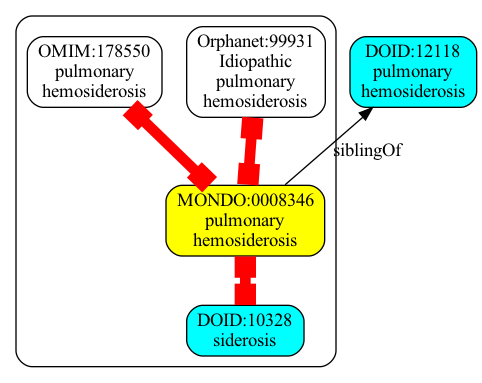 OMIM:178550
pulmonary
hemosiderosis
Orphanet:99931
Idiopathic
pulmonary
hemosiderosis
DOID:12118
pulmonary
hemosiderosis
siblingOf
MONDO:0008346
pulmonary
hemosiderosis
DOID:10328
siderosis